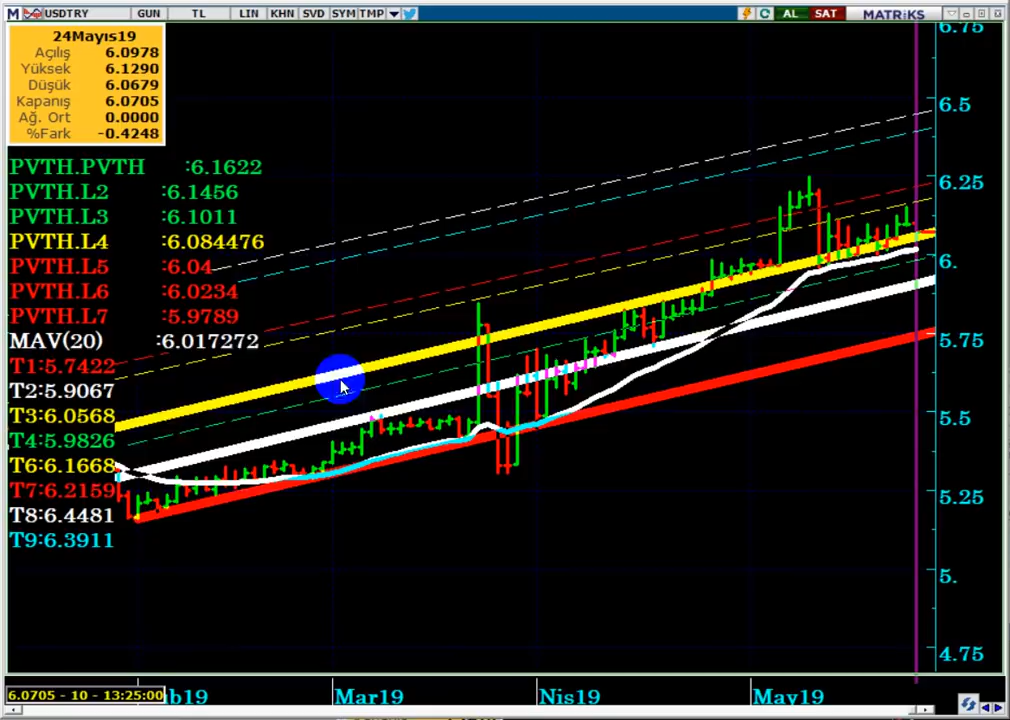 M USDTRY GUN TL LIN KHN SVD SYM TMP AL SAT MATRiKS
24Mayıs19
Açılış 6.0978
Yüksek 6.1290
Düşük 6.0679
Kapanış 6.0705
Ağ. Ort 0.0000
%Fark -0.4248
PVTH.PVTH :6.1622
PVTH.L2 :6.1456
PVTH.L3 :6.1011
PVTH.L4 :6.084476
PVTH.L5 :6.04
PVTH.L6 :6.0234
PVTH.L7 :5.9789
MAV(20) :6.017272
T1:5.7422
T2:5.9067
T3:6.0568
T4:5.9826
T6:6.1668
T7:6.2159
T8:6.4481
T9:6.3911
6.75
6.5
6.25
6.
5.75
5.5
5.25
5.
4.75
6.0705 - 10 - 13:25:00
b19 Mar19 Nis19 May19